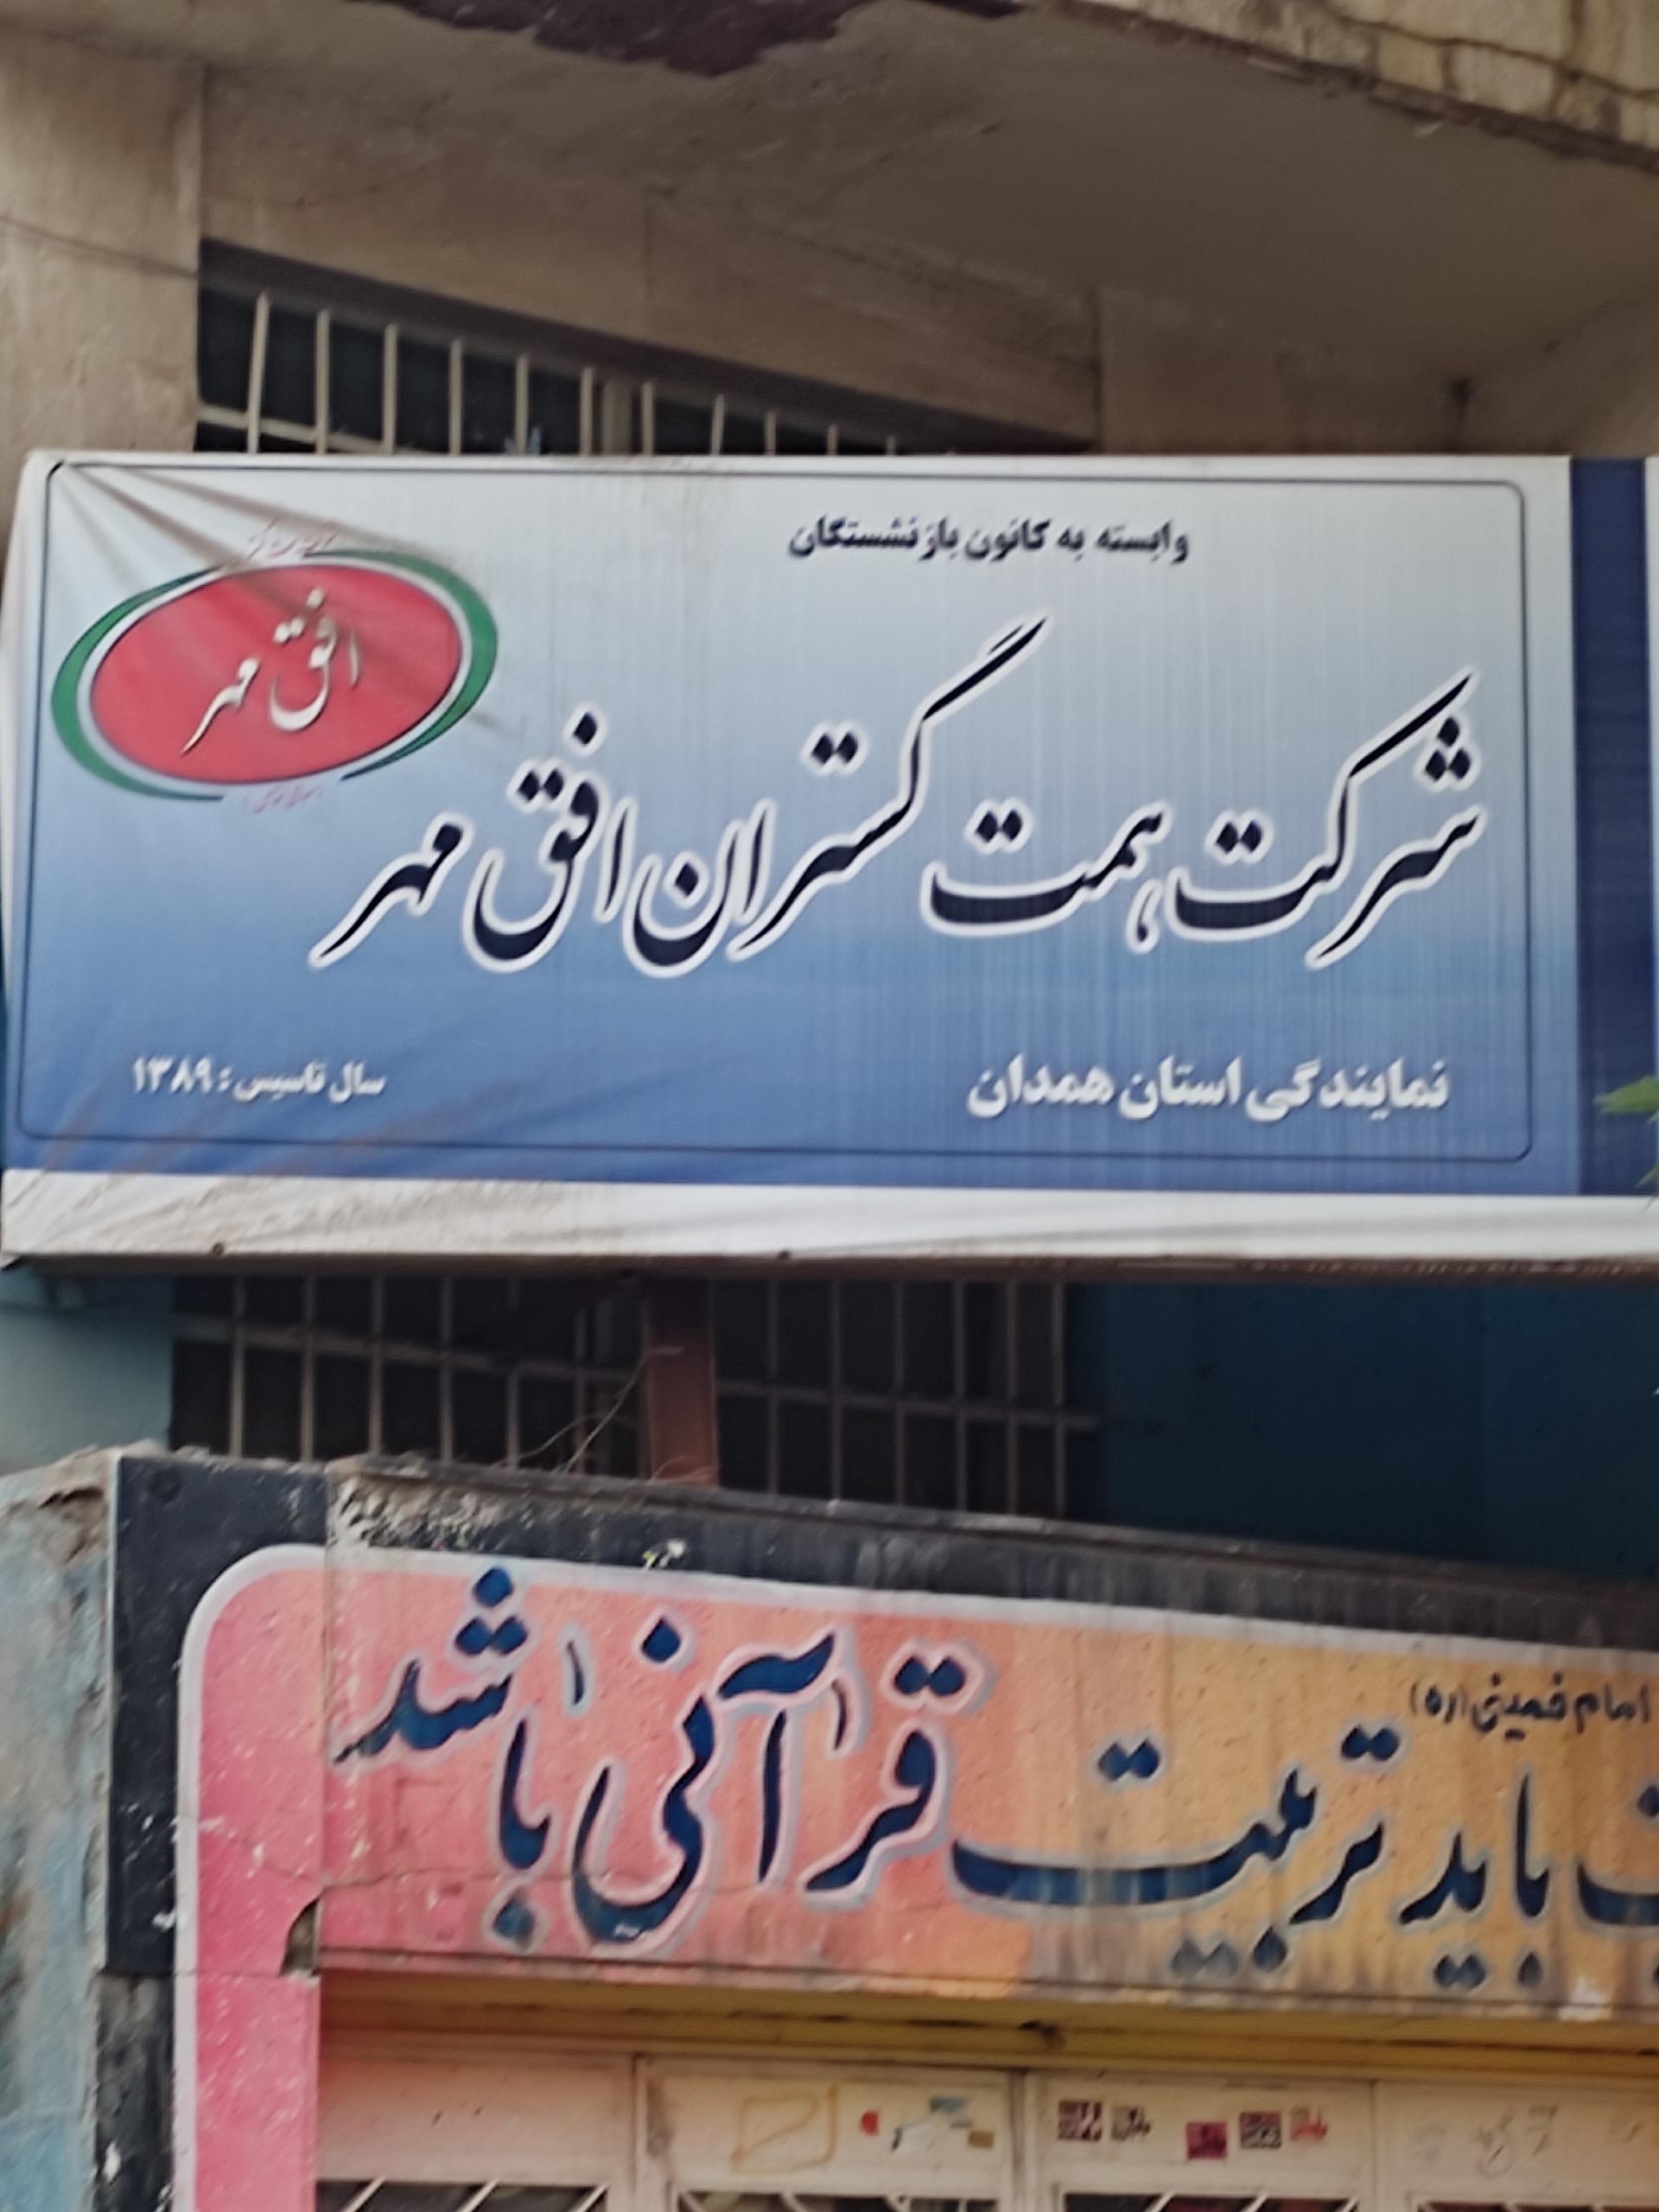 وابسته به کانون بازنشستگان
افق مهر
شرکت همت گستران افق مهر
نمایندگی استان همدان
سال تاسیس: ۱۳۸۹
امام خمینی (ره)
باید تربیت قرآنی باشد